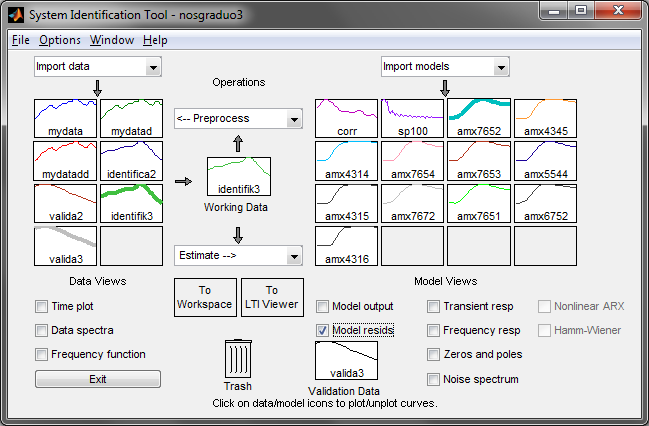 System Identification Tool - nosgraduo3
File Options Window Help
Import data
Operations
Import models
mydata mydatad
<-- Preprocess
corr sp100 amx7652 amx4345
mydatadd identifica2
identifik3
amx4314 amx7654 amx7653 amx5544
Working Data
valida2 identifik3
amx4315 amx7672 amx7651 amx6752
valida3
Estimate -->
amx4316
Data Views
Model Views
To Workspace
To LTI Viewer
Time plot
Model output
Transient resp
Nonlinear ARX
Data spectra
Model resids
Frequency resp
Hamm-Wiener
Frequency function
valida3
Zeros and poles
Exit
Trash
Validation Data
Noise spectrum
Click on data/model icons to plot/unplot curves.